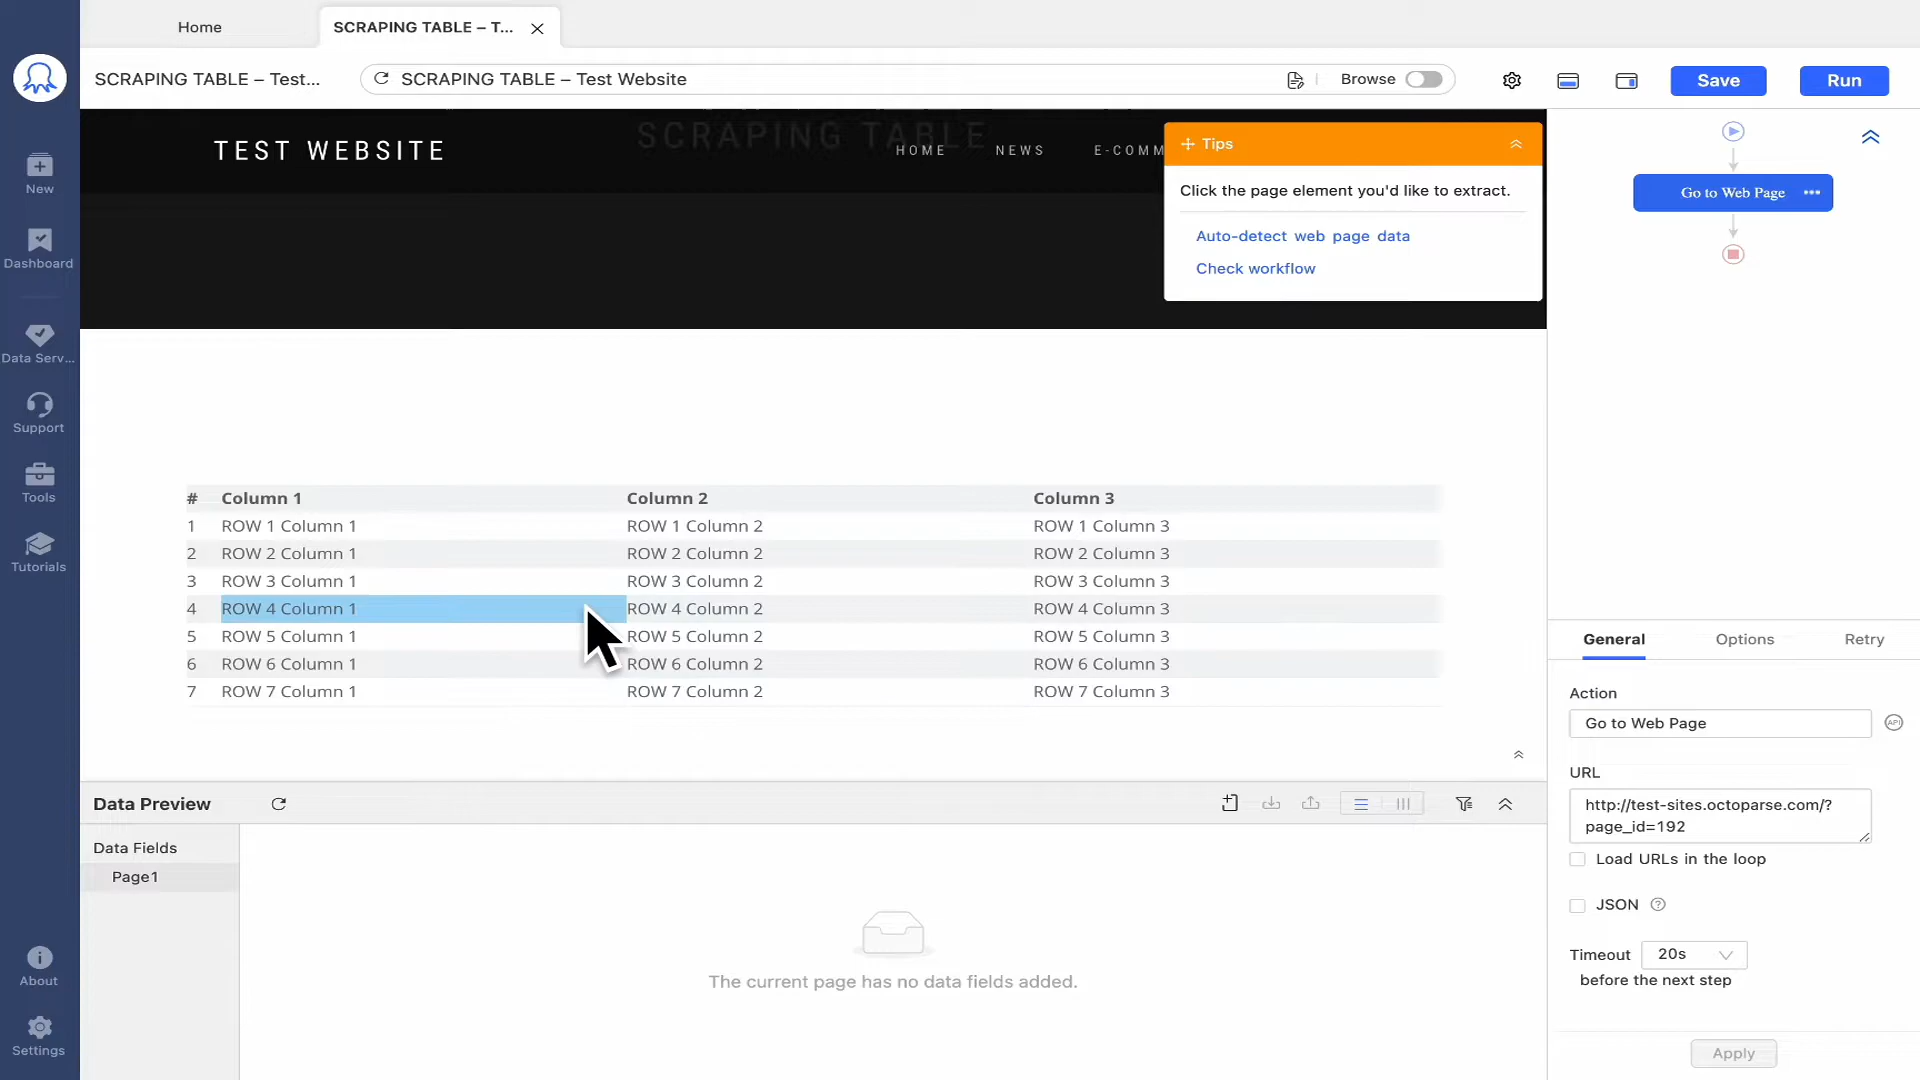 Home
SCRAPING TABLE – T...
SCRAPING TABLE – Test...
SCRAPING TABLE – Test Website
Browse
Save
Run
New
Dashboard
Data Serv...
Support
Tools
Tutorials
About
Settings
TEST WEBSITE
SCRAPING TABLE
HOME
NEWS
E-COMM
Tips
Click the page element you'd like to extract.
Auto-detect web page data
Check workflow
# Column 1 Column 2 Column 3
1 ROW 1 Column 1 ROW 1 Column 2 ROW 1 Column 3
2 ROW 2 Column 1 ROW 2 Column 2 ROW 2 Column 3
3 ROW 3 Column 1 ROW 3 Column 2 ROW 3 Column 3
4 ROW 4 Column 1 ROW 4 Column 2 ROW 4 Column 3
5 ROW 5 Column 1 ROW 5 Column 2 ROW 5 Column 3
6 ROW 6 Column 1 ROW 6 Column 2 ROW 6 Column 3
7 ROW 7 Column 1 ROW 7 Column 2 ROW 7 Column 3
Data Preview
Data Fields
Page1
The current page has no data fields added.
Go to Web Page
General
Options
Retry
Action
Go to Web Page
API
URL
http://test-sites.octoparse.com/?
page_id=192
Load URLs in the loop
JSON
Timeout 20s
before the next step
Apply